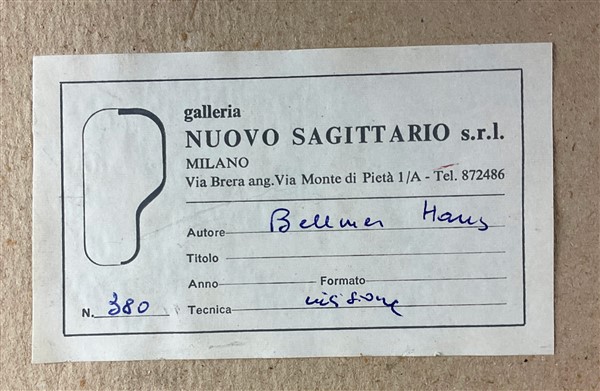 galleria
NUOVO SAGITTARIO s.r.l.
MILANO
Via Brera ang. Via Monte di Pietà 1/A - Tel. 872486
Autore Bellmer Hans
Titolo
Anno Formato
N. 380 Tecnica incisione